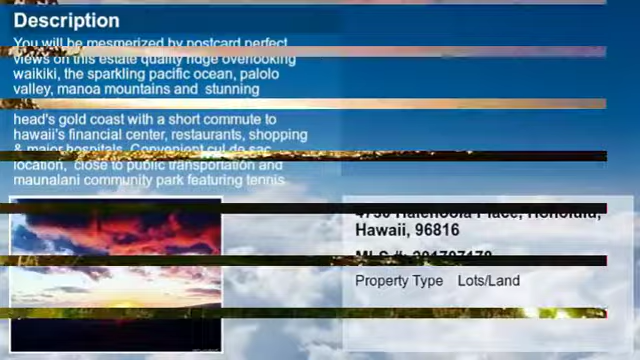 Description
You will be mesmerized by postcard perfect
views on this estate quality ridge overlooking
waikiki, the sparkling pacific ocean, palolo
valley, manoa mountains and stunning
head's gold coast with a short commute to
hawaii's financial center, restaurants, shopping
& major hospitals. Convenient cul de sac
location, close to public transportation and
maunalani community park featuring tennis
Place, Honolulu,
Hawaii, 96816
MLS #:
Property Type Lots/Land